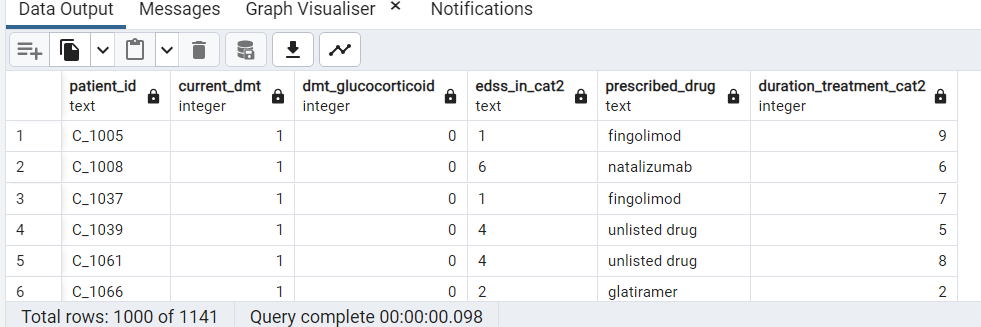 Data Output Messages Graph Visualiser × Notifications
patient_id current_dmt dmt_glucocorticoid edss_in_cat2 prescribed_drug duration_treatment_cat2
text integer integer text text integer
1 C_1005 1 0 1 fingolimod 9
2 C_1008 1 0 6 natalizumab 6
3 C_1037 1 0 1 fingolimod 7
4 C_1039 1 0 4 unlisted drug 5
5 C_1061 1 0 4 unlisted drug 8
6 C_1066 1 0 2 glatiramer 2
Total rows: 1000 of 1141 Query complete 00:00:00.098